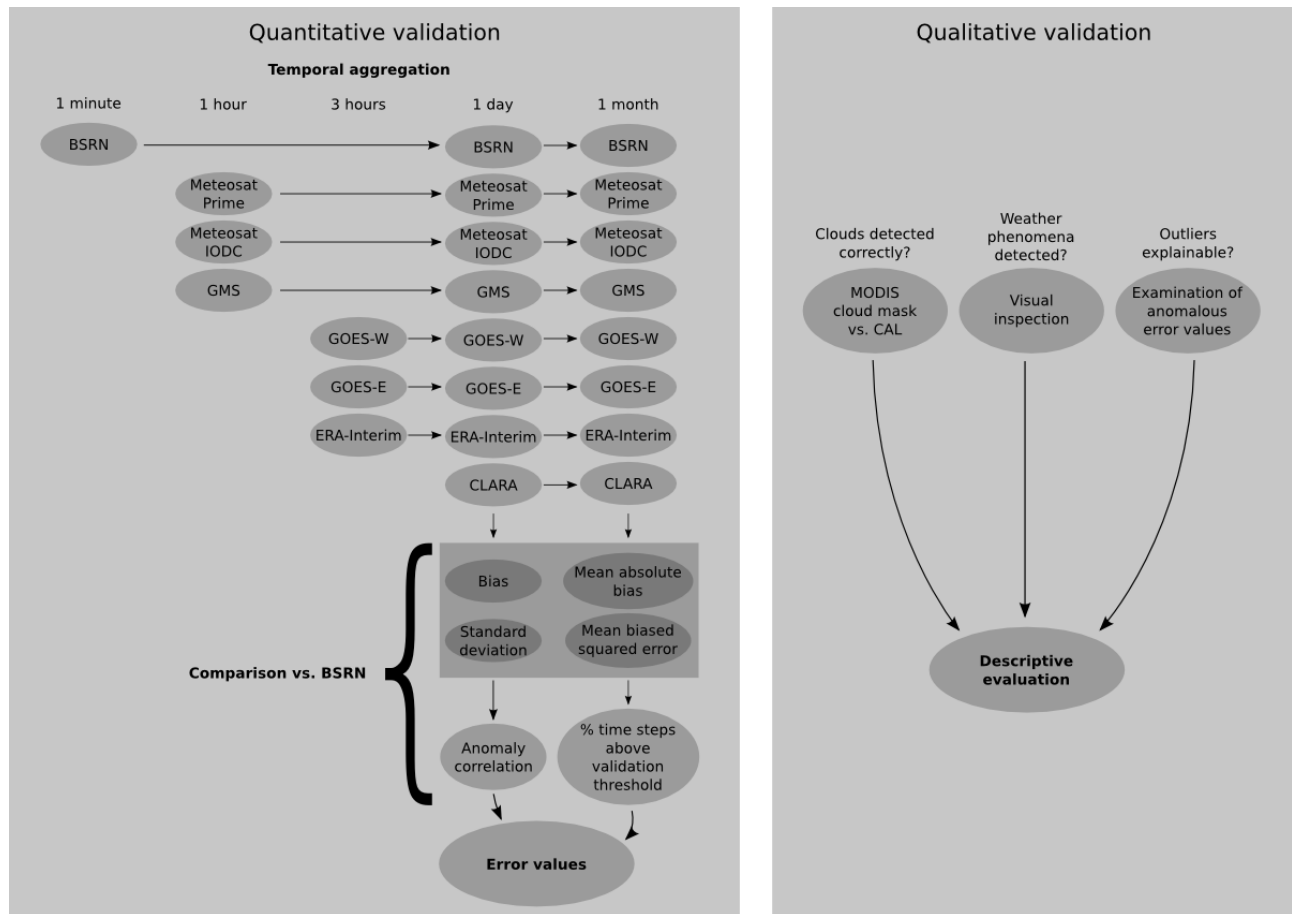 Quantitative validation
Temporal aggregation
1 minute
1 hour
3 hours
1 day
1 month
BSRN
BSRN
BSRN
Meteosat
Prime
Meteosat
Prime
Meteosat
Prime
Meteosat
IODC
Meteosat
IODC
Meteosat
IODC
GMS
GMS
GMS
GOES-W
GOES-W
GOES-W
GOES-E
GOES-E
GOES-E
ERA-Interim
ERA-Interim
ERA-Interim
CLARA
CLARA
Bias
Mean absolute
bias
Standard
deviation
Mean biased
squared error
Comparison vs. BSRN
Anomaly
correlation
% time steps
above
validation
threshold
Error values
Qualitative validation
Clouds detected
correctly?
Weather
phenomena
detected?
Outliers
explainable?
MODIS
cloud mask
vs. CAL
Visual
inspection
Examination of
anomalous
error values
Descriptive
evaluation